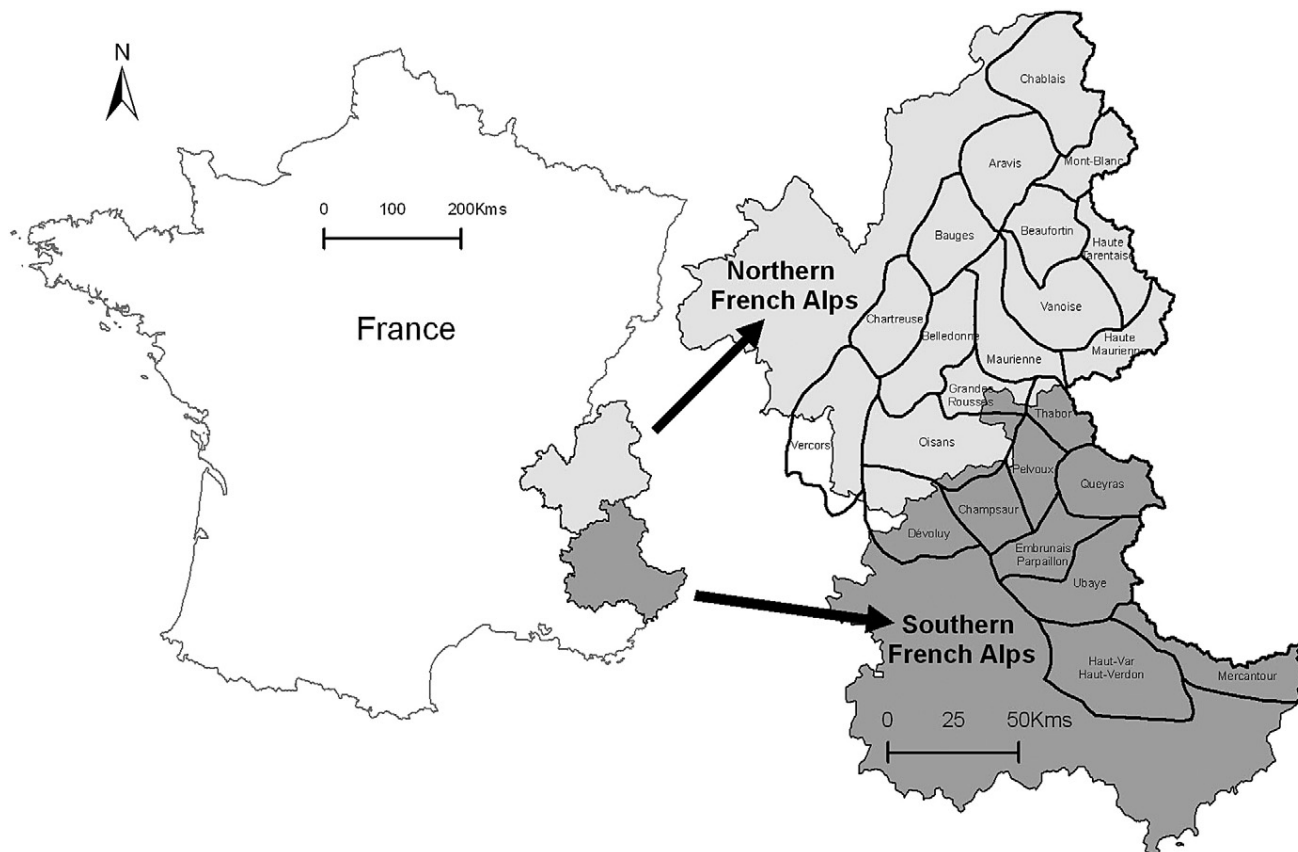 N
0 100 200Kms
France
Northern
French Alps
Southern
French Alps
Chablais
Aravis
Mont-Blanc
Bauges
Beaufortin
Haute
Tarentaise
Vanoise
Chartreuse
Belledonne
Haute
Maurienne
Maurienne
Grandes
Rousses
Thabor
Vercors
Oisans
Pelvoux
Queyras
Champsaur
Dévoluy
Embrunais
Parpaillon
Ubaye
Haut-Var
Haut-Verdon
Mercantour
0 25 50Kms